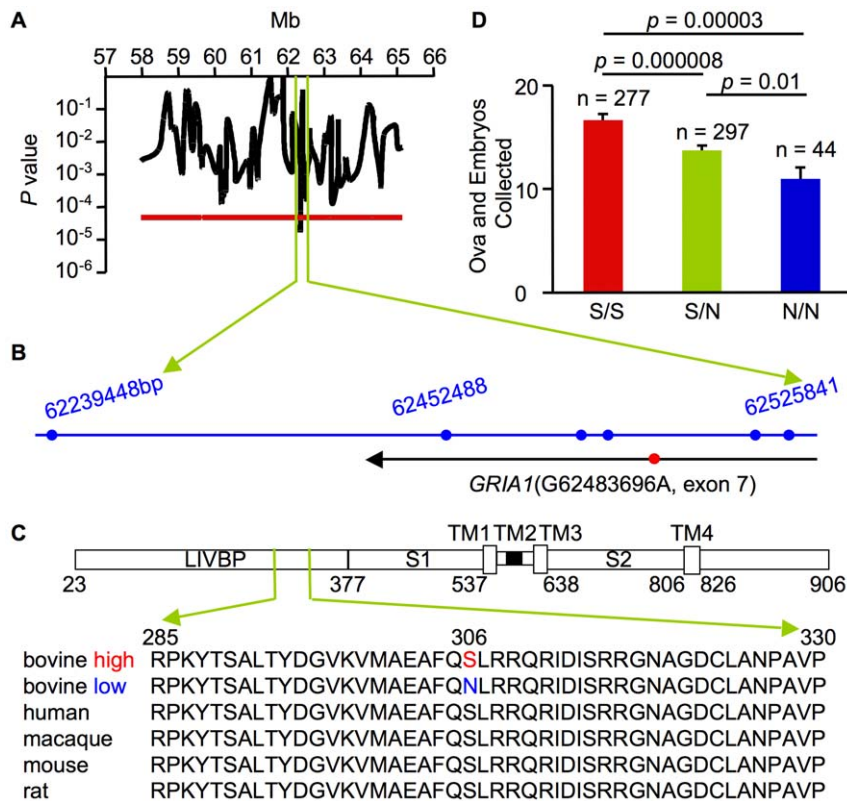 A
Mb
57 58 59 60 61 62 63 64 65 66
10-1
10-2
10-3
10-4
10-5
10-6
P value
D
p = 0.00003
p = 0.000008
p = 0.01
20
10
0
Ova and Embryos
Collected
n = 277
n = 297
n = 44
S/S S/N N/N
B
62239448bp
62452488
62525841
GRIA1(G62483696A, exon 7)
C
TM1 TM2 TM3 TM4
LIVBP S1 S2
23 377 537 638 806 826 906
285 306 330
bovine high RPKYTSALTYDGVKVMAEAFQSLRRQRIDISRRGNAGDCLANPAVP
bovine low RPKYTSALTYDGVKVMAEAFQNLRRQRIDISRRGNAGDCLANPAVP
human RPKYTSALTYDGVKVMAEAFQSLRRQRIDISRRGNAGDCLANPAVP
macaque RPKYTSALTYDGVKVMAEAFQSLRRQRIDISRRGNAGDCLANPAVP
mouse RPKYTSALTYDGVKVMAEAFQSLRRQRIDISRRGNAGDCLANPAVP
rat RPKYTSALTYDGVKVMAEAFQSLRRQRIDISRRGNAGDCLANPAVP